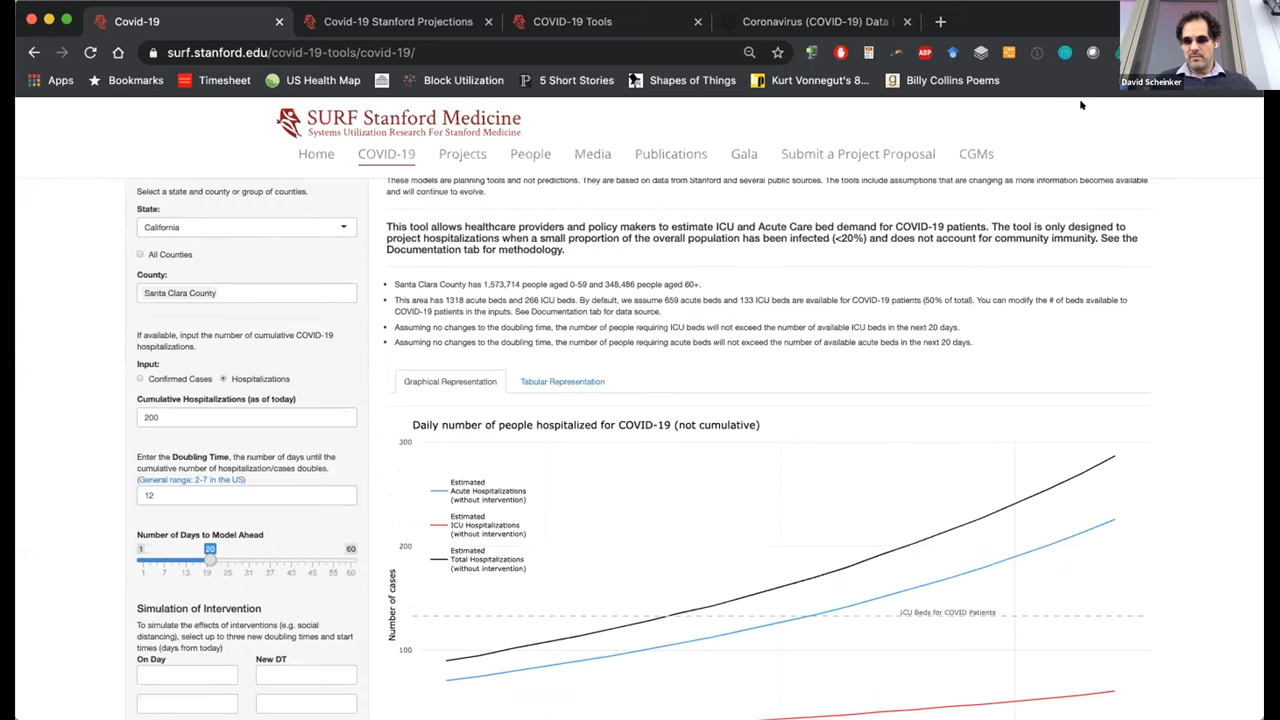 Covid-19
Covid-19 Stanford Projections
COVID-19 Tools
Coronavirus (COVID-19) Data
surf.stanford.edu/covid-19-tools/covid-19/
ABP
Apps
Bookmarks
Timesheet
US Health Map
Block Utilization
5 Short Stories
Shapes of Things
Kurt Vonnegut's 8...
Billy Collins Poems
David Scheinker
SURF Stanford Medicine
Systems Utilization Research For Stanford Medicine
Home
COVID-19
Projects
People
Media
Publications
Gala
Submit a Project Proposal
CGMs
Select a state and county or group of counties.
State:
California
All Counties
County:
Santa Clara County
If available, input the number of cumulative COVID-19
hospitalizations.
Input:
Confirmed Cases
Hospitalizations
Cumulative Hospitalizations (as of today)
200
Enter the Doubling Time, the number of days until the
cumulative number of hospitalization/cases doubles.
(General range: 2-7 in the US)
12
Number of Days to Model Ahead
1 20 60
1 7 13 19 25 31 37 43 49 55 60
Simulation of Intervention
To simulate the effects of interventions (e.g. social
distancing), select up to three new doubling times and start
times (days from today)
On Day
New DT
These models are planning tools and not predictions. They are based on data from Stanford and several public sources. The tools include assumptions that are changing as more information becomes available
and will continue to evolve.
This tool allows healthcare providers and policy makers to estimate ICU and Acute Care bed demand for COVID-19 patients. The tool is only designed to
project hospitalizations when a small proportion of the overall population has been infected (<20%) and does not account for community immunity. See the
Documentation tab for methodology.
Santa Clara County has 1,573,714 people aged 0-59 and 348,486 people aged 60+.
This area has 1318 acute beds and 266 ICU beds. By default, we assume 659 acute beds and 133 ICU beds are available for COVID-19 patients (50% of total). You can modify the # of beds available to
COVID-19 patients in the inputs. See Documentation tab for data source.
Assuming no changes to the doubling time, the number of people requiring ICU beds will not exceed the number of available ICU beds in the next 20 days.
Assuming no changes to the doubling time, the number of people requiring acute beds will not exceed the number of available acute beds in the next 20 days.
Graphical Representation
Tabular Representation
Daily number of people hospitalized for COVID-19 (not cumulative)
300
200
100
Number of cases
Estimated
Acute Hospitalizations
(without intervention)
Estimated
ICU Hospitalizations
(without intervention)
Estimated
Total Hospitalizations
(without intervention)
ICU Beds for COVID Patients